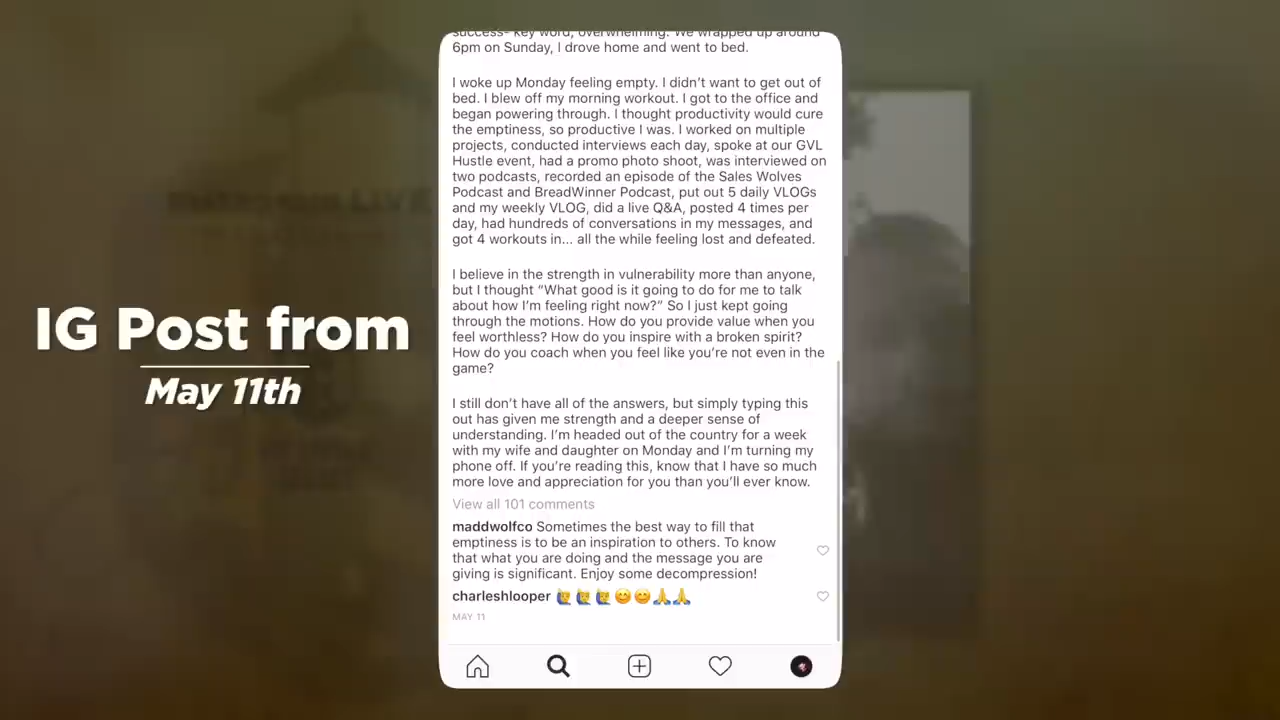 success- key word, overwhelming. We wrapped up around
6pm on Sunday, I drove home and went to bed.
I woke up Monday feeling empty. I didn't want to get out of
bed. I blew off my morning workout. I got to the office and
began powering through. I thought productivity would cure
the emptiness, so productive I was. I worked on multiple
projects, conducted interviews each day, spoke at our GVL
Hustle event, had a promo photo shoot, was interviewed on
two podcasts, recorded an episode of the Sales Wolves
Podcast and BreadWinner Podcast, put out 5 daily VLOGs
and my weekly VLOG, did a live Q&A, posted 4 times per
day, had hundreds of conversations in my messages, and
got 4 workouts in... all the while feeling lost and defeated.
I believe in the strength in vulnerability more than anyone,
but I thought “What good is it going to do for me to talk
about how I'm feeling right now?” So I just kept going
through the motions. How do you provide value when you
feel worthless? How do you inspire with a broken spirit?
How do you coach when you feel like you're not even in the
game?
I still don't have all of the answers, but simply typing this
out has given me strength and a deeper sense of
understanding. I'm headed out of the country for a week
with my wife and daughter on Monday and I'm turning my
phone off. If you're reading this, know that I have so much
more love and appreciation for you than you'll ever know.
View all 101 comments
maddwolfco Sometimes the best way to fill that
emptiness is to be an inspiration to others. To know
that what you are doing and the message you are
giving is significant. Enjoy some decompression!
charleshlooper 🙋‍♂️🙋‍♂️🙋‍♂️😊😊🙏🙏
MAY 11
IG Post from
May 11th